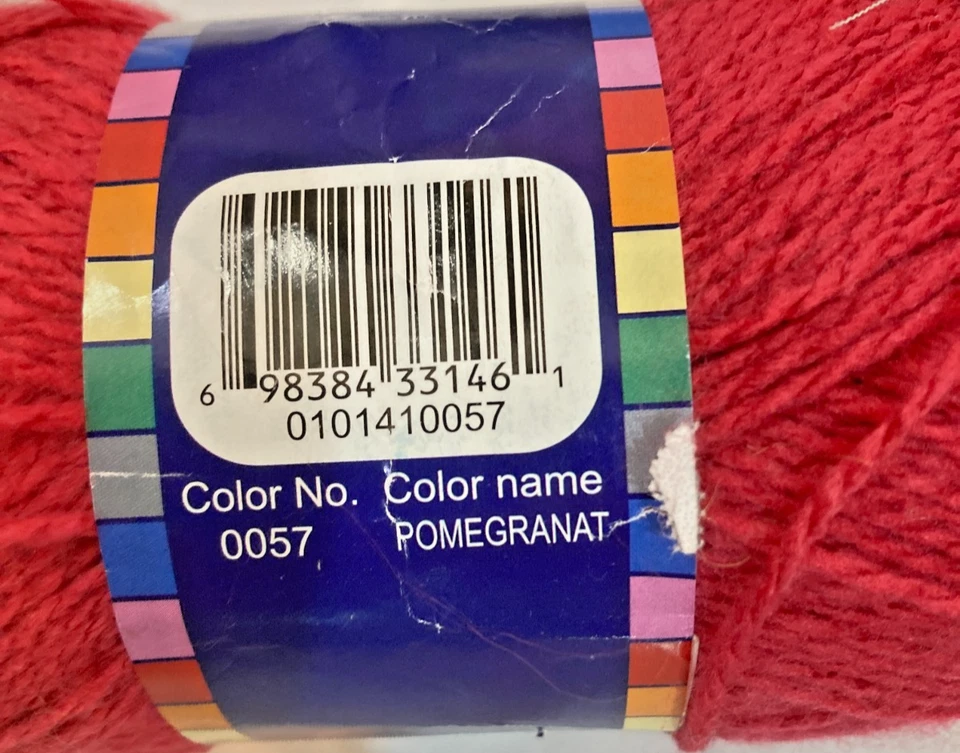 6 98384 33146 1
0101410057
Color No. Color name
0057 POMEGRANAT